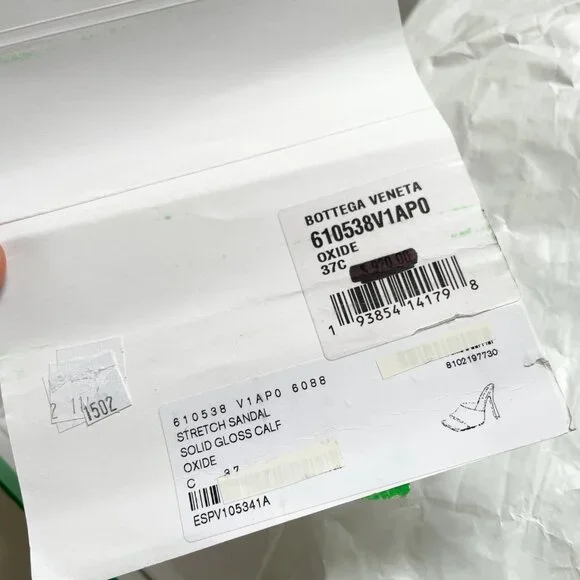 BOTTEGA VENETA
610538V1AP0
OXIDE
37C
1 93854 14179 8
8102197730
1502
610538 V1AP0 6088
STRETCH SANDAL
SOLID GLOSS CALF
OXIDE
C 37
ESPV105341A